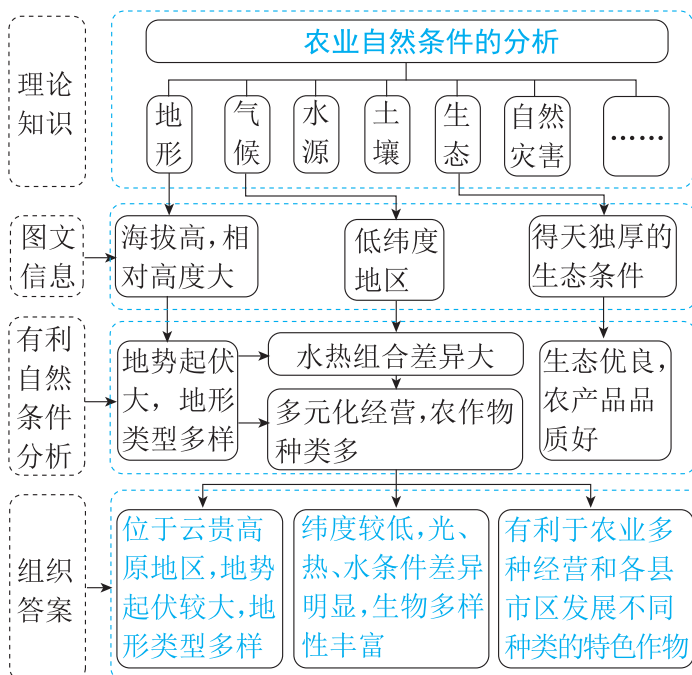 农业自然条件的分析
理论
知识
地
形
气
候
水
源
土
壤
生
态
自然
灾害
……
图文
信息
海拔高,相
对高度大
低纬度
地区
得天独厚的
生态条件
有利
自然
条件
分析
地势起伏
大，地形
类型多样
水热组合差异大
多元化经营,农作物
种类多
生态优良,
农产品品
质好
组织
答案
位于云贵高
原地区,地势
起伏较大,地
形类型多样
纬度较低,光、
热、水条件差异
明显,生物多样
性丰富
有利于农业多
种经营和各县
市区发展不同
种类的特色作物